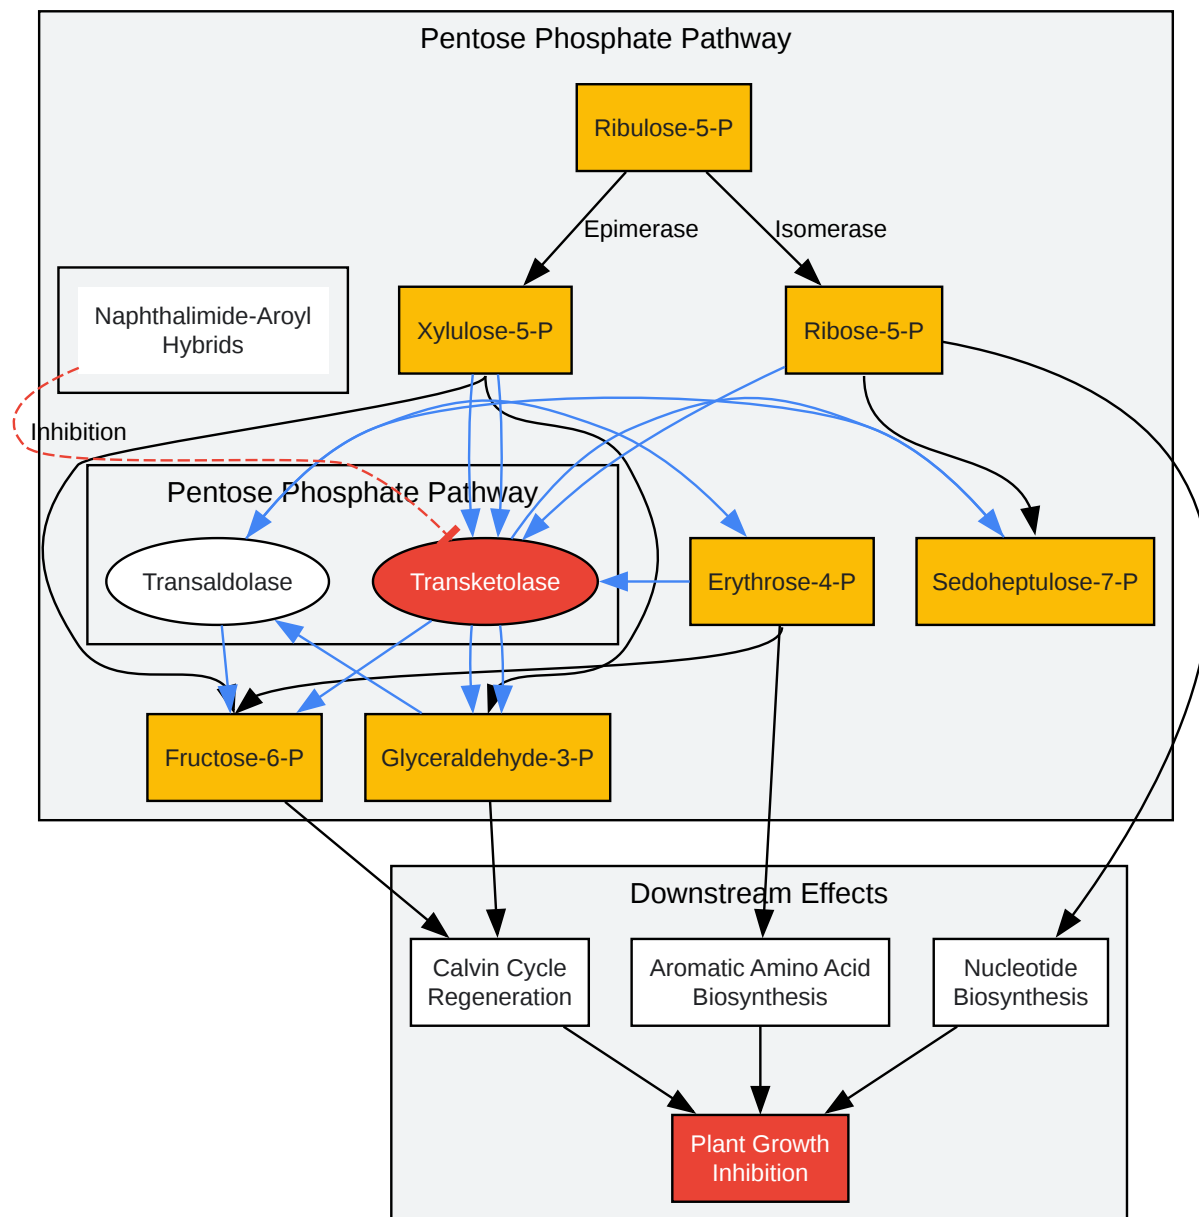 Pentose Phosphate Pathway
Ribulose-5-P
Epimerase
Isomerase
Naphthalimide-Aroyl
Hybrids
Xylulose-5-P
Ribose-5-P
Inhibition
Pentose Phosphate Pathway
Transaldolase
Transketolase
Erythrose-4-P
Sedoheptulose-7-P
Fructose-6-P
Glyceraldehyde-3-P
Downstream Effects
Calvin Cycle
Regeneration
Aromatic Amino Acid
Biosynthesis
Nucleotide
Biosynthesis
Plant Growth
Inhibition